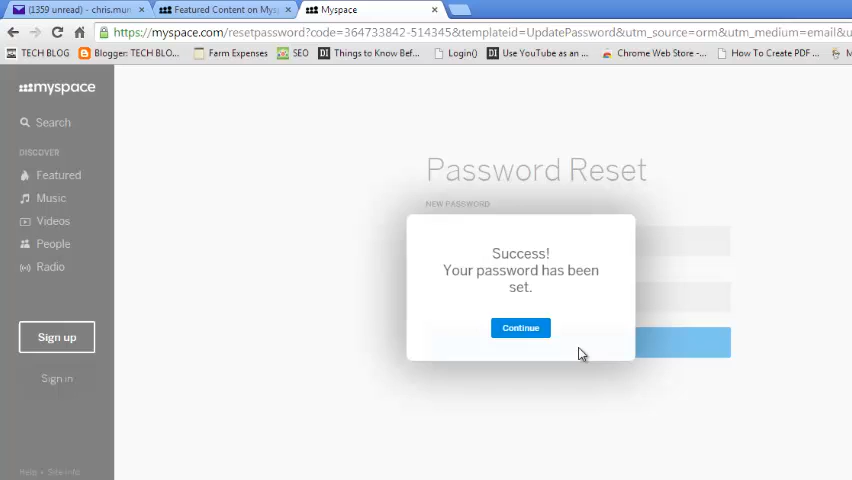 (1359 unread) - chris.mun
Featured Content on Mys
Myspace
https://myspace.com/resetpassword?code=364733842-514345&templateid=UpdatePassword&utm_source=orm&utm_medium=email&u
TECH BLOG
Blogger: TECH BLO...
Farm Expenses
SEO
Things to Know Bef...
Login()
Use YouTube as an ...
Chrome Web Store -...
How To Create PDF ...
myspace
Search
DISCOVER
Featured
Music
Videos
People
Radio
Sign up
Sign in
Help • Site Info
Password Reset
NEW PASSWORD
Success!
Your password has been
set.
Continue